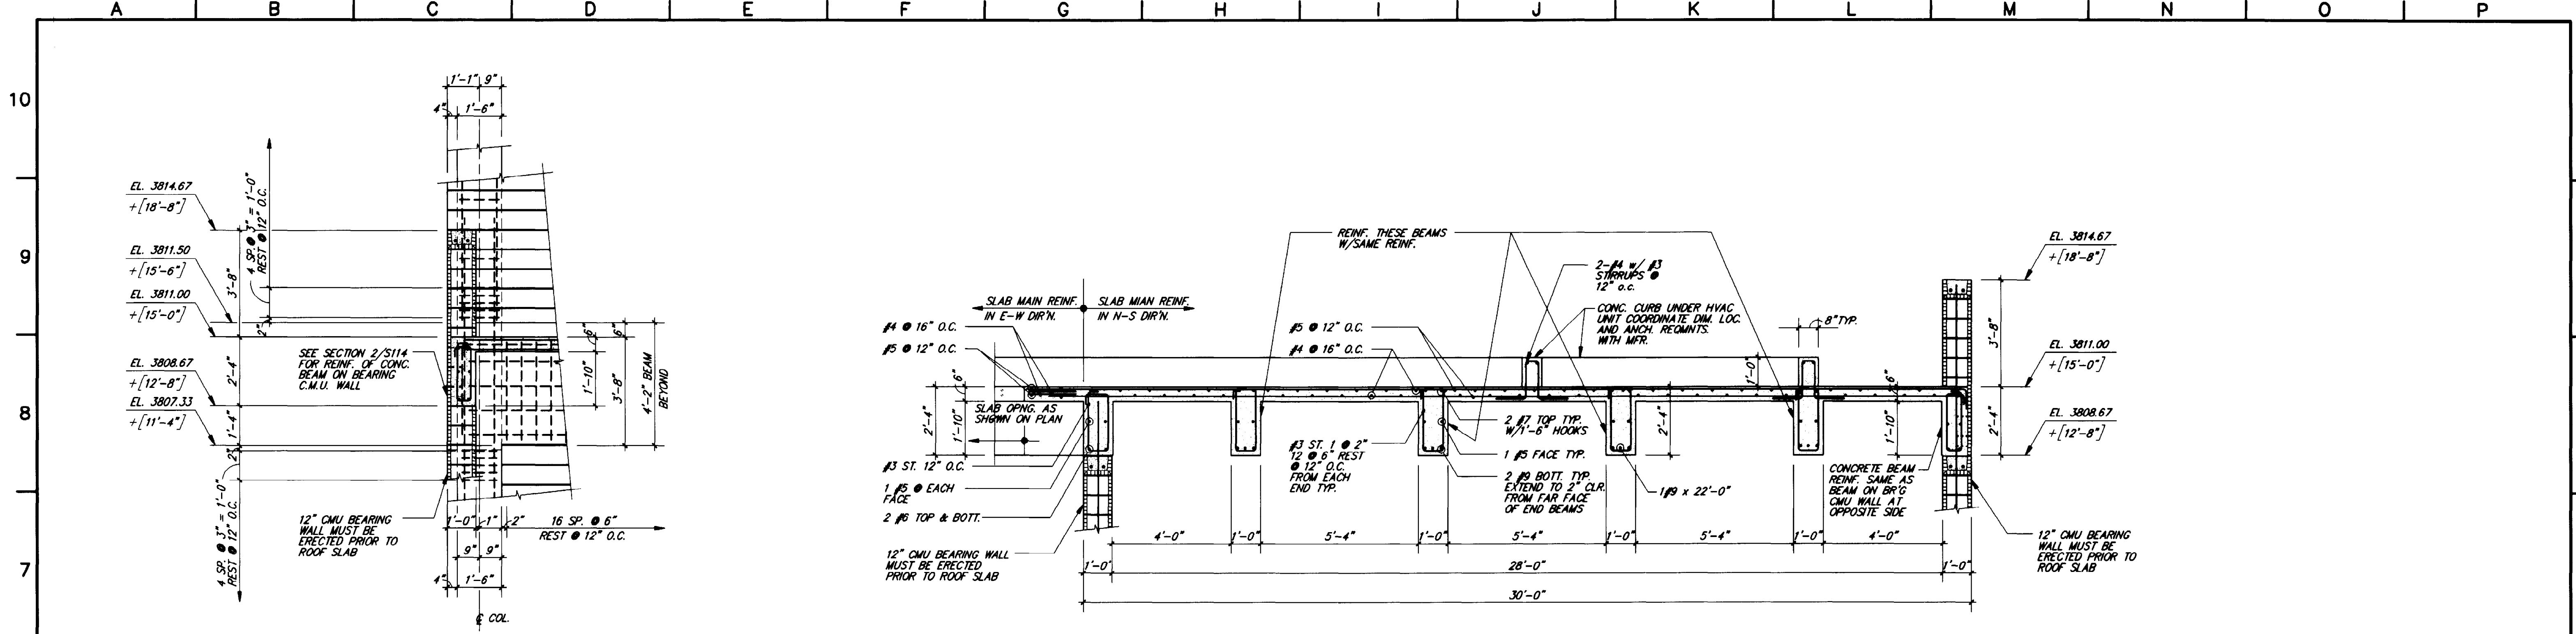 A B C D E F G H I J K L M N O P
10
9
8
7
1'-1" 9"
4" 1'-6"
EL. 3814.67
+[18'-8"]
EL. 3811.50
+[15'-6"]
EL. 3811.00
+[15'-0"]
EL. 3808.67
+[12'-8"]
EL. 3807.33
+[11'-4"]
4 SP. @ 3" = 1'-0"
REST @ 12" O.C.
3'-8"
2"
2'-4"
1'-4"
2"
4 SP. @ 3" = 1'-0"
REST @ 12" O.C.
SEE SECTION 2/S114
FOR REINF. OF CONC.
BEAM ON BEARING
C.M.U. WALL
12" CMU BEARING
WALL MUST BE
ERECTED PRIOR TO
ROOF SLAB
6"
6"
1'-10"
3'-8"
4'-2" BEAM
BEYOND
1'-0" 1" 2" 16 SP. @ 6"
REST @ 12" O.C.
9" 9"
4" 1'-6"
℄ COL.
REINF. THESE BEAMS
W/SAME REINF.
2-#4 w/ #3
STIRRUPS @
12" o.c.
SLAB MAIN REINF.
IN E-W DIR'N.
SLAB MIAN REINF.
IN N-S DIR'N.
CONC. CURB UNDER HVAC
UNIT COORDINATE DIM. LOC.
AND ANCH. REQMNTS.
WITH MFR.
8" TYP.
#4 @ 16" O.C.
#5 @ 12" O.C.
#5 @ 12" O.C.
#4 @ 16" O.C.
1'-0"
6"
6"
2'-4"
1'-10"
SLAB OPNG. AS
SHOWN ON PLAN
#3 ST. 12" O.C.
1 #5 @ EACH
FACE
2 #6 TOP & BOTT.
12" CMU BEARING WALL
MUST BE ERECTED
PRIOR TO ROOF SLAB
#3 ST. 1 @ 2"
12 @ 6" REST
@ 12" O.C.
FROM EACH
END TYP.
2 #7 TOP TYP.
W/1'-6" HOOKS
1 #5 FACE TYP.
2 #9 BOTT. TYP.
EXTEND TO 2" CLR.
FROM FAR FACE
OF END BEAMS
2'-4"
1#9 x 22'-0"
1'-10"
CONCRETE BEAM
REINF. SAME AS
BEAM ON BR'G
CMU WALL AT
OPPOSITE SIDE
EL. 3814.67
+[18'-8"]
3'-8"
EL. 3811.00
+[15'-0"]
2'-4"
EL. 3808.67
+[12'-8"]
12" CMU BEARING
WALL MUST BE
ERECTED PRIOR TO
ROOF SLAB
4'-0" 1'-0" 5'-4" 1'-0" 5'-4" 1'-0" 5'-4" 1'-0" 4'-0"
1'-0" 28'-0" 1'-0"
30'-0"